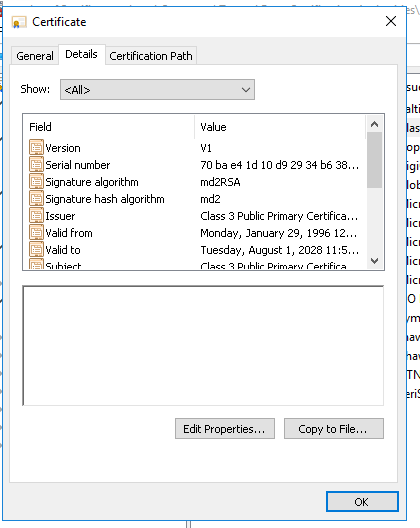 Certificate
General Details Certification Path
Show: <All>
Field Value
Version V1
Serial number 70 ba e4 1d 10 d9 29 34 b6 38...
Signature algorithm md2RSA
Signature hash algorithm md2
Issuer Class 3 Public Primary Certifica...
Valid from Monday, January 29, 1996 12...
Valid to Tuesday, August 1, 2028 11:5...
Subject Class 3 Public Primary Certifica...
Edit Properties... Copy to File...
OK